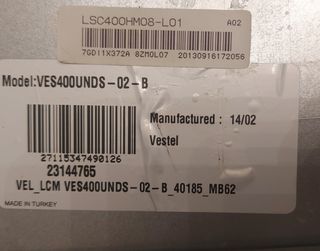 LSC400HM08-L01
A02
7GD11X372A 8ZM0L07 20130916172056
Model:VES400UNDS-02-B
Manufactured : 14/02
Vestel
27115347490126
23144765
VEL_LCM VES400UNDS-02-B_40185_MB62
MADE IN TURKEY